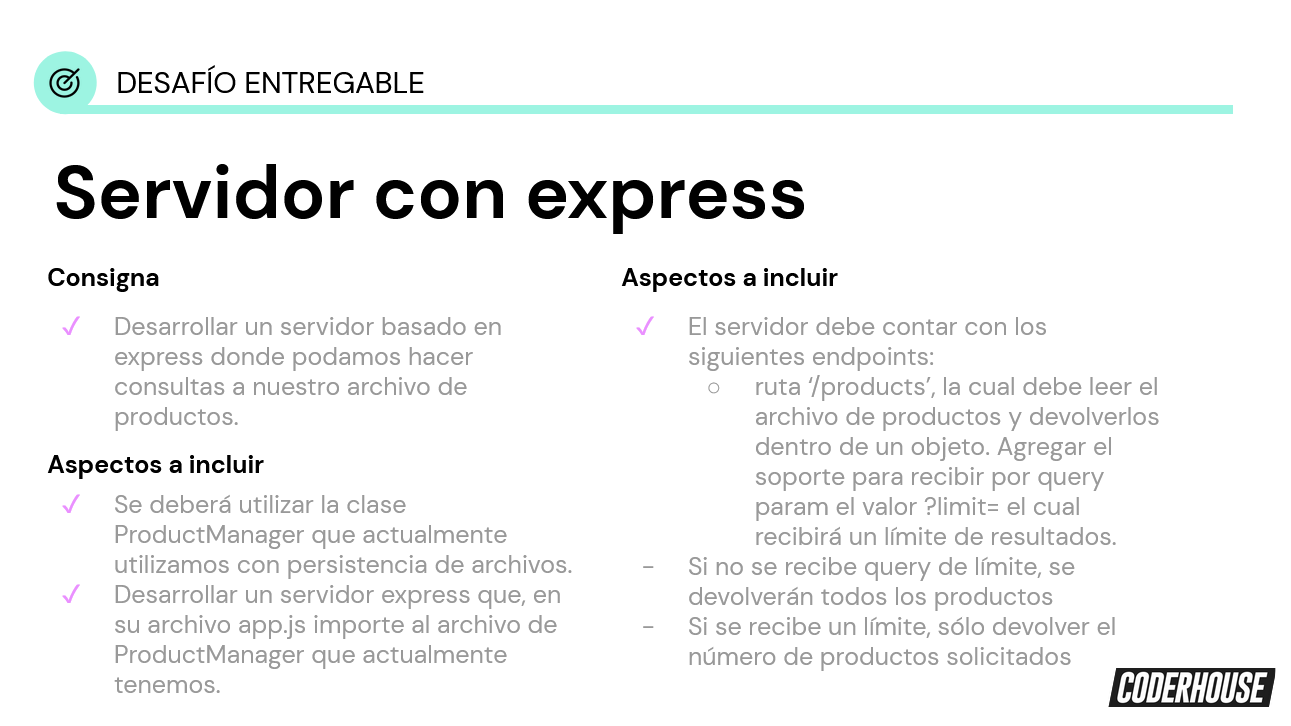 DESAFÍO ENTREGABLE
Servidor con express
Consigna
✓ Desarrollar un servidor basado en
express donde podamos hacer
consultas a nuestro archivo de
productos.
Aspectos a incluir
✓ Se deberá utilizar la clase
ProductManager que actualmente
utilizamos con persistencia de archivos.
✓ Desarrollar un servidor express que, en
su archivo app.js importe al archivo de
ProductManager que actualmente
tenemos.
Aspectos a incluir
✓ El servidor debe contar con los
siguientes endpoints:
○ ruta ‘/products’, la cual debe leer el
archivo de productos y devolverlos
dentro de un objeto. Agregar el
soporte para recibir por query
param el valor ?limit= el cual
recibirá un límite de resultados.
- Si no se recibe query de límite, se
devolverán todos los productos
- Si se recibe un límite, sólo devolver el
número de productos solicitados
CODERHOUSE